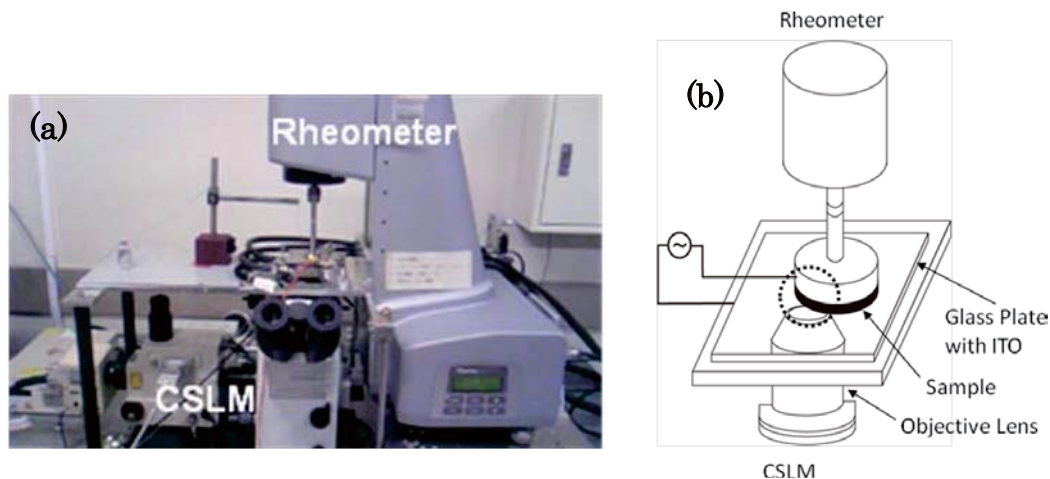 (a)
Rheometer
CSLM
Rheometer
(b)
~
Glass Plate
with ITO
Sample
Objective Lens
CSLM